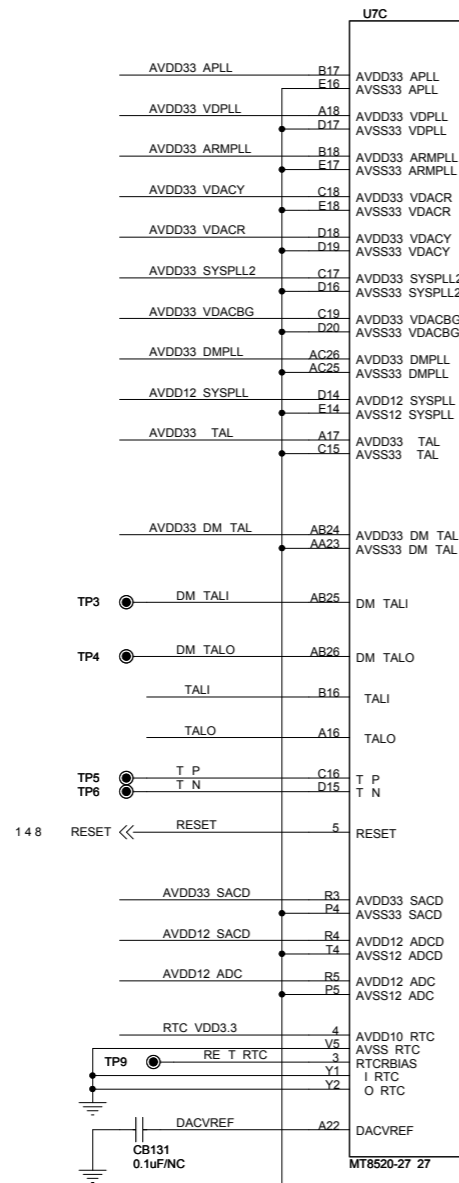 U7C
AVDD33 APLL B17 AVDD33 APLL
E16 AVSS33 APLL
AVDD33 VDPLL A18 AVDD33 VDPLL
D17 AVSS33 VDPLL
AVDD33 ARMPLL B18 AVDD33 ARMPLL
E17 AVSS33 ARMPLL
AVDD33 VDACY C18 AVDD33 VDACR
E18 AVSS33 VDACR
AVDD33 VDACR D18 AVDD33 VDACY
D19 AVSS33 VDACY
AVDD33 SYSPLL2 C17 AVDD33 SYSPLL2
D16 AVSS33 SYSPLL2
AVDD33 VDACBG C19 AVDD33 VDACBG
D20 AVSS33 VDACBG
AVDD33 DMPLL AC26 AVDD33 DMPLL
AC25 AVSS33 DMPLL
AVDD12 SYSPLL D14 AVDD12 SYSPLL
E14 AVSS12 SYSPLL
AVDD33 TAL A17 AVDD33 TAL
C15 AVSS33 TAL
AVDD33 DM TAL AB24 AVDD33 DM TAL
AA23 AVSS33 DM TAL
TP3 DM TALI AB25 DM TALI
TP4 DM TALO AB26 DM TALO
TALI B16 TALI
TALO A16 TALO
TP5 T P C16 T P
TP6 T N D15 T N
1 4 8 RESET RESET 5 RESET
AVDD33 SACD R3 AVDD33 SACD
P4 AVSS33 SACD
AVDD12 SACD R4 AVDD12 ADCD
T4 AVSS12 ADCD
AVDD12 ADC R5 AVDD12 ADC
P5 AVSS12 ADC
RTC VDD3.3 4 AVDD10 RTC
V5 AVSS RTC
TP9 RE T RTC 3 RTCRBIAS
Y1 I RTC
Y2 O RTC
DACVREF A22 DACVREF
CB131
0.1uF/NC
MT8520-27 27